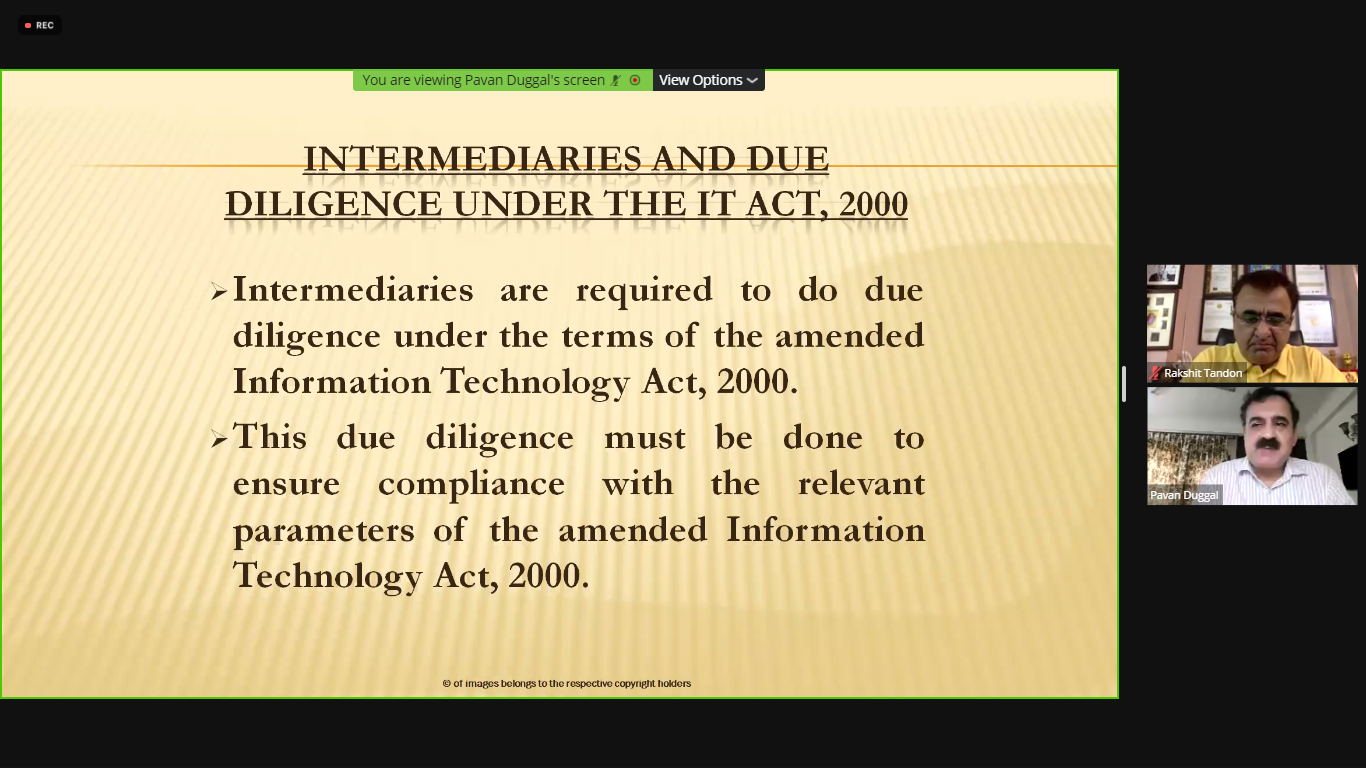 REC
You are viewing Pavan Duggal's screen
View Options
INTERMEDIARIES AND DUE
DILIGENCE UNDER THE IT ACT, 2000
➢Intermediaries are required to do due
diligence under the terms of the amended
Information Technology Act, 2000.
➢This due diligence must be done to
ensure compliance with the relevant
parameters of the amended Information
Technology Act, 2000.
© of images belongs to the respective copyright holders
Rakshit Tandon
Pavan Duggal